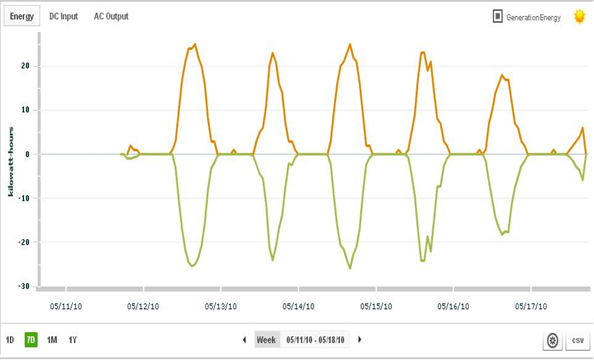 Energy DC Input AC Output GenerationEnergy
kilowatt-hours
20
10
0
-10
-20
-30
05/11/10 05/12/10 05/13/10 05/14/10 05/15/10 05/16/10 05/17/10
1D 7D 1M 1Y Week 05/11/10 - 05/18/10 csv